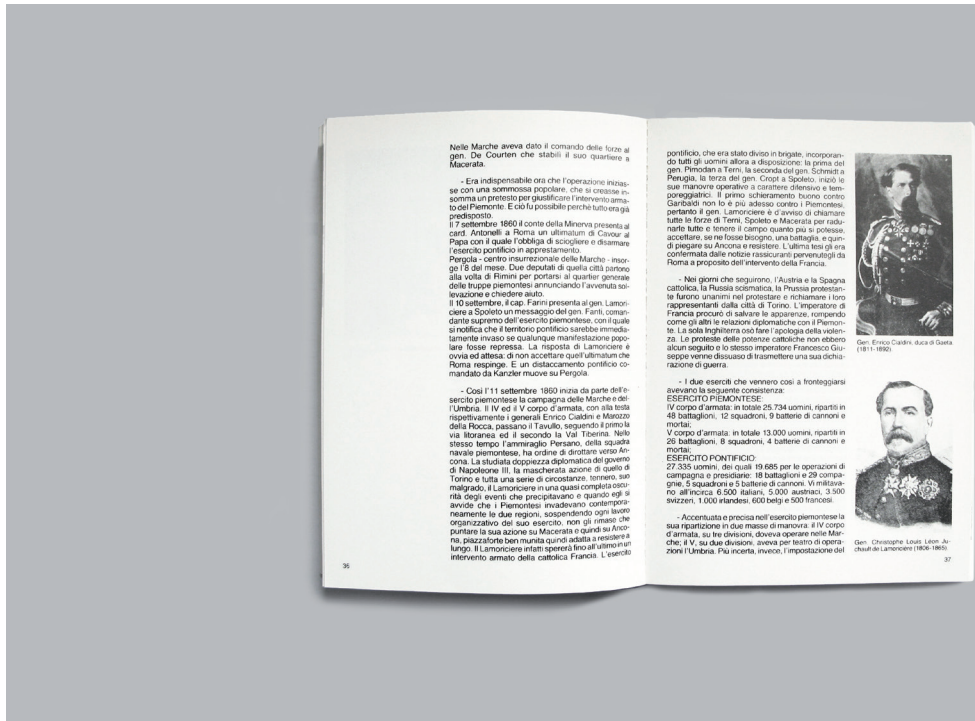 Nelle Marche aveva dato il comando delle forze al
gen. De Courten che stabilì il suo quartiere a
Macerata.
- Era indispensabile ora che l'operazione inizias-
se con una sommossa popolare, che si creasse in-
somma un pretesto per giustificare l'intervento arma-
to del Piemonte. E ciò fu possibile perchè tutto era già
predisposto.
Il 7 settembre 1860 il conte della Minerva presenta al
card. Antonelli a Roma un ultimatum di Cavour al
Papa con il quale l'obbliga di sciogliere e disarmare
l'esercito pontificio in apprestamento.
Pergola - centro insurrezionale delle Marche - insor-
ge l'8 del mese. Due deputati di quella città partono
alla volta di Rimini per portarsi al quartier generale
delle truppe piemontesi annunciando l'avvenuta sol-
levazione e chiedere aiuto.
Il 10 settembre, il cap. Farini presenta al gen. Lamori-
ciere a Spoleto un messaggio del gen. Fanti, coman-
dante supremo dell'esercito piemontese, con il quale
si notifica che il territorio pontificio sarebbe immedia-
tamente invaso se qualunque manifestazione popo-
lare fosse repressa. La risposta di Lamoriciere è
ovvia ed attesa: di non accettare quell'ultimatum che
Roma respinge. E un distaccamento pontificio co-
mandato da Kanzler muove su Pergola.
- Così l'11 settembre 1860 inizia da parte dell'e-
sercito piemontese la campagna delle Marche e del-
l'Umbria. Il IV ed il V corpo d'armata, con alla testa
rispettivamente i generali Enrico Cialdini e Marozzo
della Rocca, passano il Tavullo, seguendo il primo la
via litoranea ed il secondo la Val Tiberina. Nello
stesso tempo l'ammiraglio Persano, della squadra
navale piemontese, ha ordine di dirottare verso An-
cona. La studiata doppiezza diplomatica del governo
di Napoleone III, la mascherata azione di quello di
Torino e tutta una serie di circostanze, tennero, suo
malgrado, il Lamoriciere in una quasi completa oscu-
rità degli eventi che precipitavano e quando egli si
avvide che i Piemontesi invadevano contempora-
neamente le due regioni, sospendendo ogni lavoro
organizzativo del suo esercito, non gli rimase che
puntare la sua azione su Macerata e quindi su Anco-
na, piazzaforte ben munita quindi adatta a resistere a
lungo. Il Lamoriciere infatti spererà fino all'ultimo in un
intervento armato della cattolica Francia. L'esercito
36
pontificio, che era stato diviso in brigate, incorporan-
do tutti gli uomini allora a disposizione: la prima del
gen. Pimodan a Terni, la seconda del gen. Schmidt a
Perugia, la terza del gen. Cropt a Spoleto, iniziò le
sue manovre operative a carattere difensivo e tem-
poreggiatrici. Il primo schieramento buono contro
Garibaldi non lo è più adesso contro i Piemontesi,
pertanto il gen. Lamoriciere è d'avviso di chiamare
tutte le forze di Terni, Spoleto e Macerata per radu-
narle tutte e tenere il campo quanto più si potesse,
accettare, se ne fosse bisogno, una battaglia, e quin-
di piegare su Ancona e resistere. L'ultima tesi gli era
confermata dalle notizie rassicuranti pervenutegli da
Roma a proposito dell'intervento della Francia.
- Nei giorni che seguirono, l'Austria e la Spagna
cattolica, la Russia scismatica, la Prussia protestan-
te furono unanimi nel protestare e richiamare i loro
rappresentanti dalla città di Torino. L'imperatore di
Francia procurò di salvare le apparenze, rompendo
come gli altri le relazioni diplomatiche con il Piemon-
te. La sola Inghilterra osò fare l'apologia della violen-
za. Le proteste delle potenze cattoliche non ebbero
alcun seguito e lo stesso imperatore Francesco Giu-
seppe venne dissuaso di trasmettere una sua dichia-
razione di guerra.
- I due eserciti che vennero così a fronteggiarsi
avevano la seguente consistenza:
ESERCITO PIEMONTESE:
IV corpo d'armata: in totale 25.734 uomini, ripartiti in
48 battaglioni, 12 squadroni, 9 batterie di cannoni e
mortai;
V corpo d'armata: in totale 13.000 uomini, ripartiti in
26 battaglioni, 8 squadroni, 4 batterie di cannoni e
mortai;
ESERCITO PONTIFICIO:
27.335 uomini, dei quali 19.685 per le operazioni di
campagna e presidiarie: 18 battaglioni e 29 compa-
gnie, 5 squadroni e 5 batterie di cannoni. Vi militava-
no all'incirca 6.500 italiani, 5.000 austriaci, 3.500
svizzeri, 1.000 irlandesi, 600 belgi e 500 francesi.
- Accentuata e precisa nell'esercito piemontese la
sua ripartizione in due masse di manovra: il IV corpo
d'armata, su tre divisioni, doveva operare nelle Mar-
che; il V, su due divisioni, aveva per teatro di opera-
zioni l'Umbria. Più incerta, invece, l'impostazione del
Gen. Enrico Cialdini, duca di Gaeta
(1811-1892).
Gen. Christophe Louis Léon Ju-
chault de Lamoriciere (1806-1865).
37